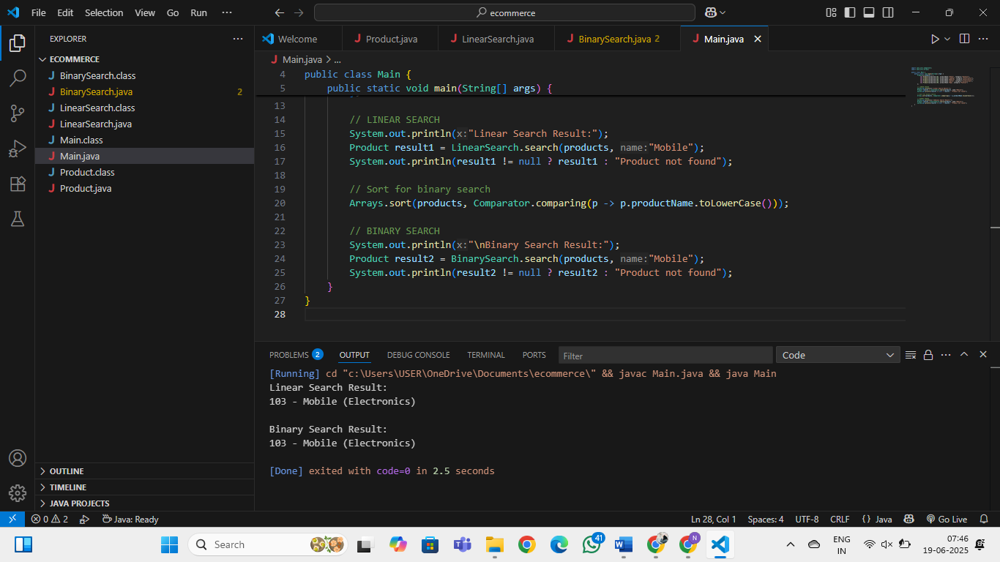 File Edit Selection View Go Run ···
ecommerce
EXPLORER ···
ECOMMERCE
J BinarySearch.class
J BinarySearch.java 2
J LinearSearch.class
J LinearSearch.java
J Main.class
J Main.java
J Product.class
J Product.java
OUTLINE
TIMELINE
JAVA PROJECTS
Welcome
J Product.java
J LinearSearch.java
J BinarySearch.java 2
J Main.java
J Main.java > ...
4 public class Main {
5 public static void main(String[] args) {
13
14 // LINEAR SEARCH
15 System.out.println(x:"Linear Search Result:");
16 Product result1 = LinearSearch.search(products, name:"Mobile");
17 System.out.println(result1 != null ? result1 : "Product not found");
18
19 // Sort for binary search
20 Arrays.sort(products, Comparator.comparing(p -> p.productName.toLowerCase()));
21
22 // BINARY SEARCH
23 System.out.println(x:"\nBinary Search Result:");
24 Product result2 = BinarySearch.search(products, name:"Mobile");
25 System.out.println(result2 != null ? result2 : "Product not found");
26 }
27 }
28
PROBLEMS 2 OUTPUT DEBUG CONSOLE TERMINAL PORTS Filter Code
[Running] cd "c:\Users\USER\OneDrive\Documents\ecommerce\" && javac Main.java && java Main
Linear Search Result:
103 - Mobile (Electronics)
Binary Search Result:
103 - Mobile (Electronics)
[Done] exited with code=0 in 2.5 seconds
0 2 Java: Ready Ln 28, Col 1 Spaces: 4 UTF-8 CRLF {} Java Go Live
Search
41
N
ENG
IN
07:46
19-06-2025